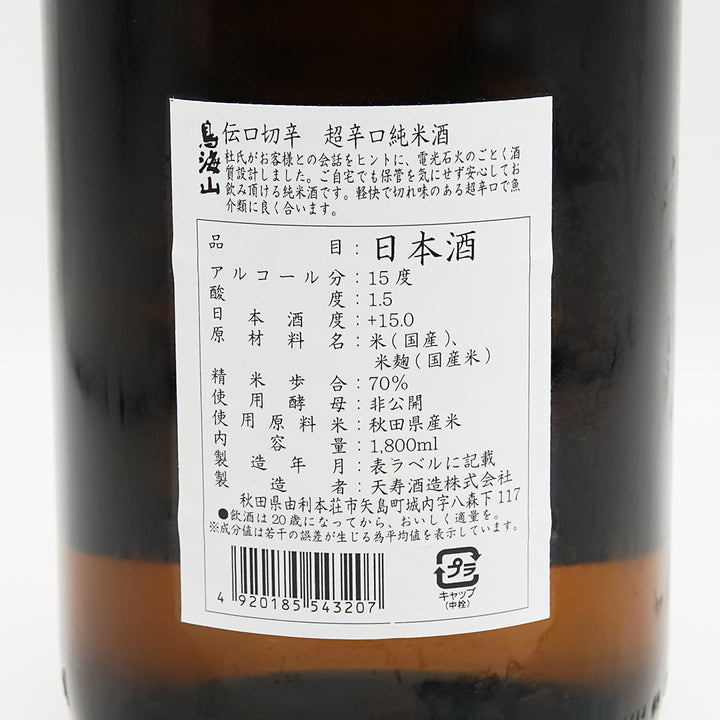 鳥海山
伝口切辛 超辛口純米酒
杜氏がお客様との会話をヒントに、電光石火のごとく酒
質設計しました。ご自宅でも保管を気にせず安心してお
飲み頂ける純米酒です。軽快で切れ味のある超辛口で魚
介類に良く合います。
品目：日本酒
アルコール分：15度
酸度：1.5
日本酒度：+15.0
原材料名：米(国産)、
米麹(国産米)
精米歩合：70%
使用酵母：非公開
使用原料米：秋田県産米
内容量：1,800ml
製造年月：表ラベルに記載
製造者：天寿酒造株式会社
秋田県由利本荘市矢島町城内字八森下117
●飲酒は20歳になってから、おいしく適量を。
※成分値は若干の誤差が生じる為平均値を表示しています。
4 920185 543207
プラ
キャップ
(中栓)